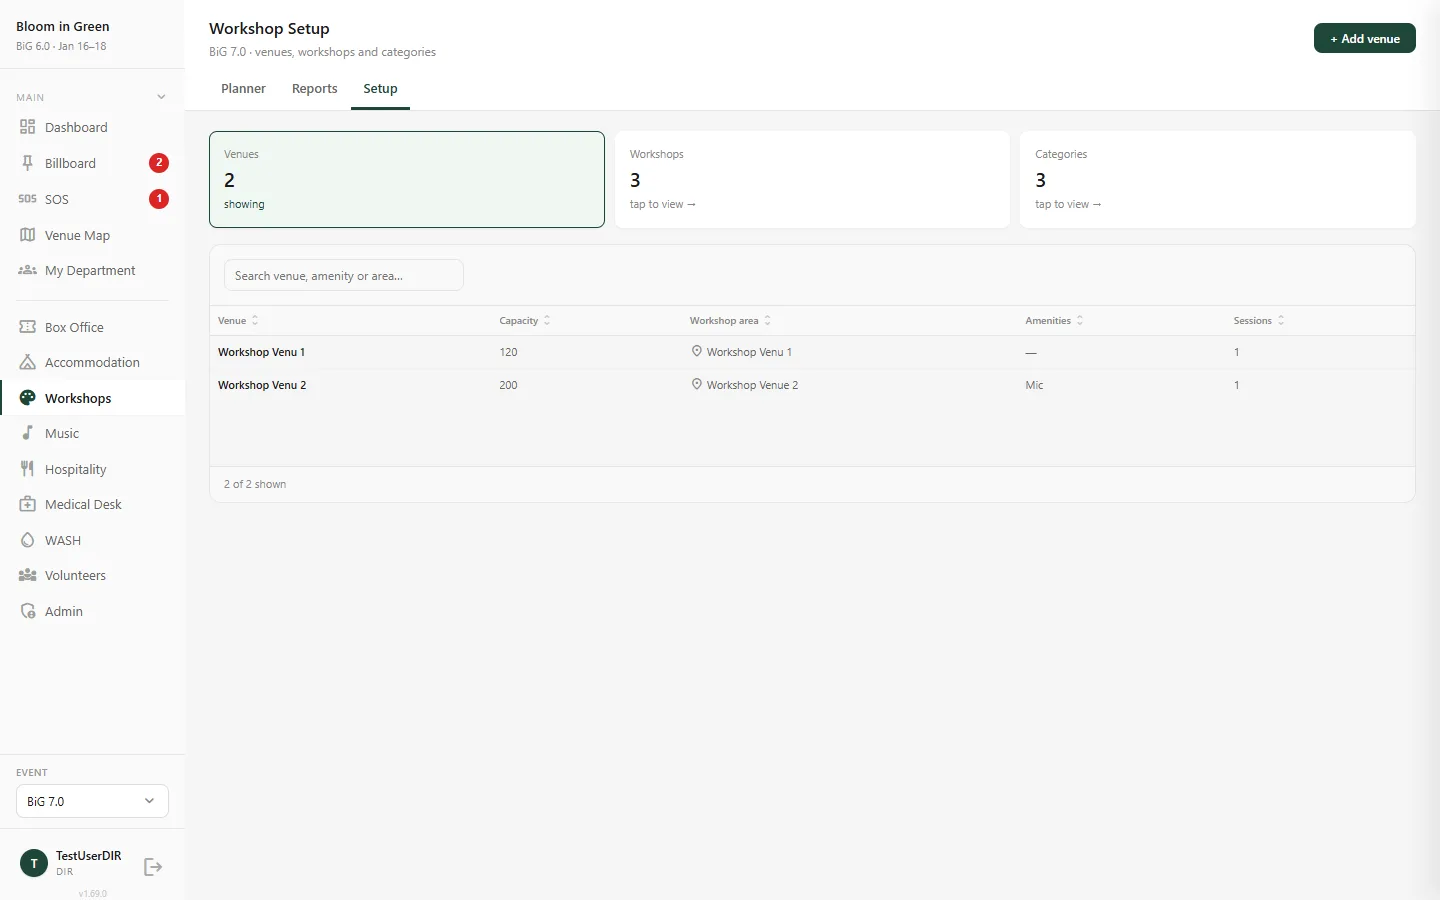 Bloom in Green
BiG 6.0 · Jan 16–18
MAIN
Dashboard
Billboard 2
SOS SOS 1
Venue Map
My Department
Box Office
Accommodation
Workshops
Music
Hospitality
Medical Desk
WASH
Volunteers
Admin
EVENT
BiG 7.0
T TestUserDIR
DIR
v1.69.0
Workshop Setup
BiG 7.0 · venues, workshops and categories
+ Add venue
Planner Reports Setup
Venues
2
showing
Workshops
3
tap to view →
Categories
3
tap to view →
Search venue, amenity or area...
Venue Capacity Workshop area Amenities Sessions
Workshop Venu 1 120 Workshop Venu 1 — 1
Workshop Venu 2 200 Workshop Venue 2 Mic 1
2 of 2 shown